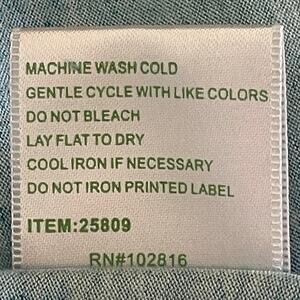 MACHINE WASH COLD
GENTLE CYCLE WITH LIKE COLORS
DO NOT BLEACH
LAY FLAT TO DRY
COOL IRON IF NECESSARY
DO NOT IRON PRINTED LABEL
ITEM:25809
RN#102816